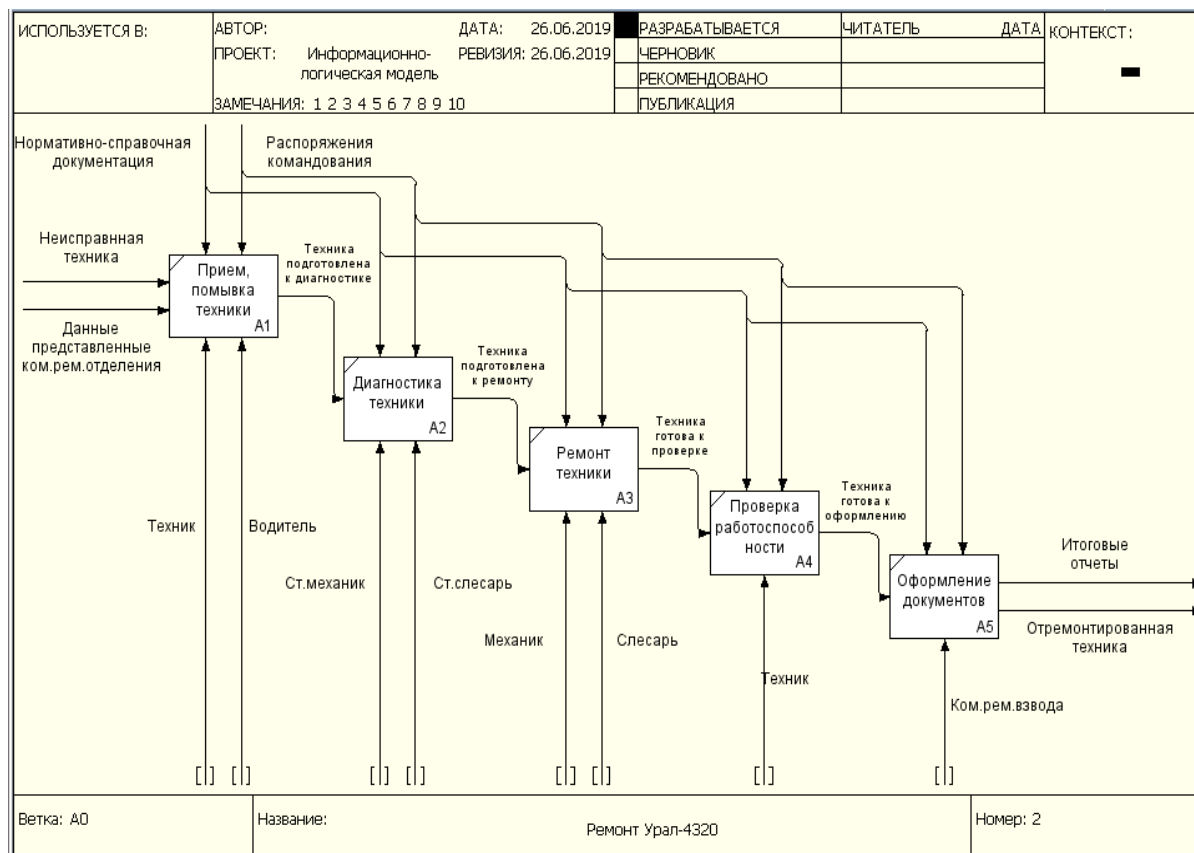 ИСПОЛЬЗУЕТСЯ В:
АВТОР:
ДАТА: 26.06.2019
ПРОЕКТ: Информационно-
логическая модель
РЕВИЗИЯ: 26.06.2019
ЗАМЕЧАНИЯ: 1 2 3 4 5 6 7 8 9 10
РАЗРАБАТЫВАЕТСЯ
ЧЕРНОВИК
РЕКОМЕНДОВАНО
ПУБЛИКАЦИЯ
ЧИТАТЕЛЬ
ДАТА
КОНТЕКСТ:
Нормативно-справочная
документация
Распоряжения
командования
Неисправнная
техника
Данные
представленные
ком.рем.отделения
Прием,
помывка
техники
A1
Техника
подготовлена
к диагностике
Диагностика
техники
A2
Техника
подготовлена
к ремонту
Ремонт
техники
A3
Техника
готова к
проверке
Проверка
работоспособ
ности
A4
Техника
готова к
оформлению
Оформление
документов
A5
Итоговые
отчеты
Отремонтированная
техника
Техник
Водитель
Ст.механик
Ст.слесарь
Механик
Слесарь
Техник
Ком.рем.взвода
Ветка: A0
Название:
Ремонт Урал-4320
Номер: 2